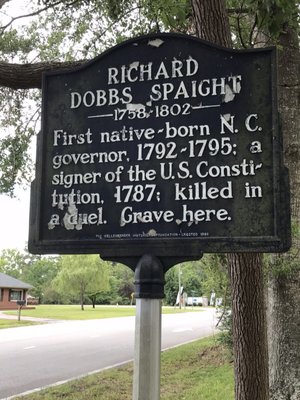 RICHARD
DOBBS SPAIGHT
1758-1802
First native-born N. C.
governor, 1792-1795; a
signer of the U.S. Consti-
tution, 1787; killed in
a duel. Grave here.